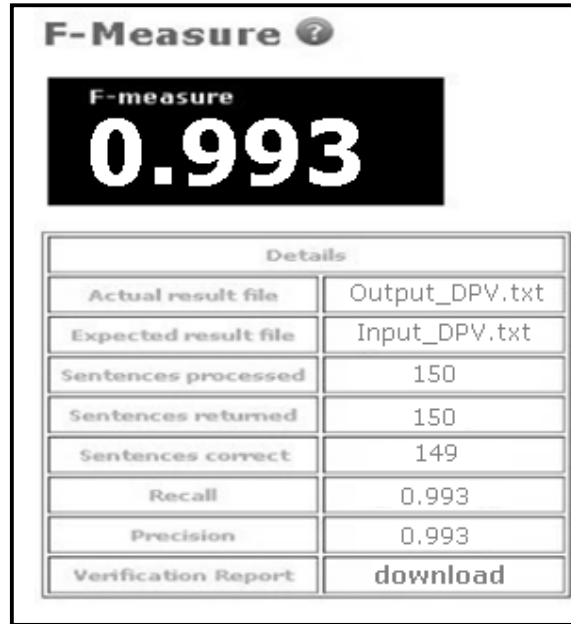 F-Measure ?
F-measure
0.993
Details
Actual result file Output_DPV.txt
Expected result file Input_DPV.txt
Sentences processed 150
Sentences returned 150
Sentences correct 149
Recall 0.993
Precision 0.993
Verification Report download